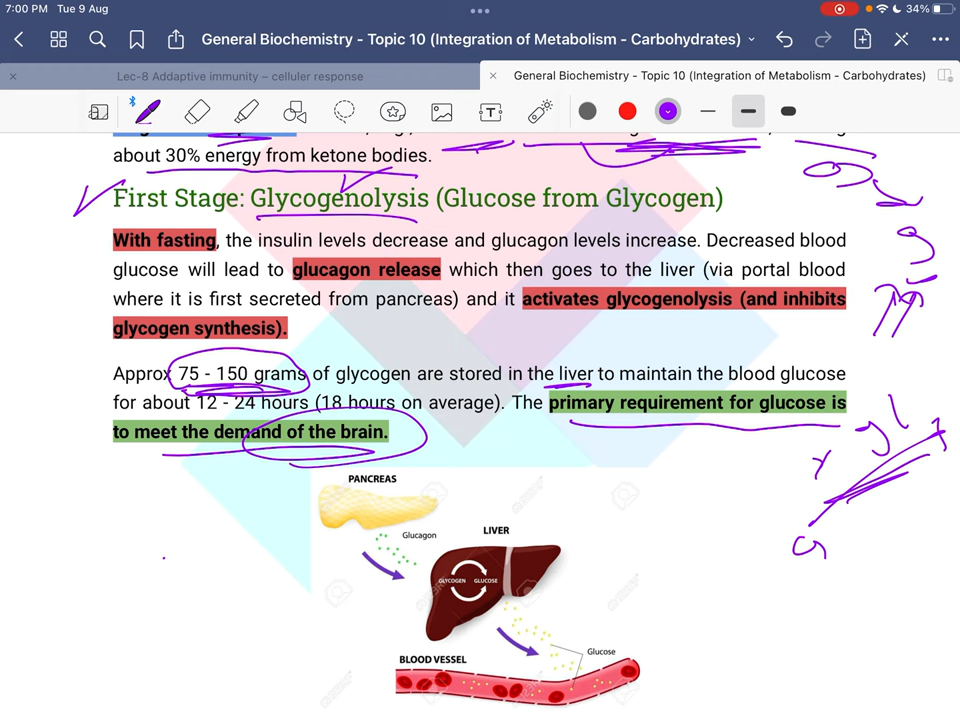 7:00 PM Tue 9 Aug
34%
General Biochemistry - Topic 10 (Integration of Metabolism - Carbohydrates)
Lec-8 Addaptive immunity – celluler response
General Biochemistry - Topic 10 (Integration of Metabolism - Carbohydrates)
about 30% energy from ketone bodies.
First Stage: Glycogenolysis (Glucose from Glycogen)
With fasting, the insulin levels decrease and glucagon levels increase. Decreased blood
glucose will lead to glucagon release which then goes to the liver (via portal blood
where it is first secreted from pancreas) and it activates glycogenolysis (and inhibits
glycogen synthesis).
Approx 75 - 150 grams of glycogen are stored in the liver to maintain the blood glucose
for about 12 - 24 hours (18 hours on average). The primary requirement for glucose is
to meet the demand of the brain.
PANCREAS
Glucagon
LIVER
GLYCOGEN GLUCOSE
Glucose
BLOOD VESSEL